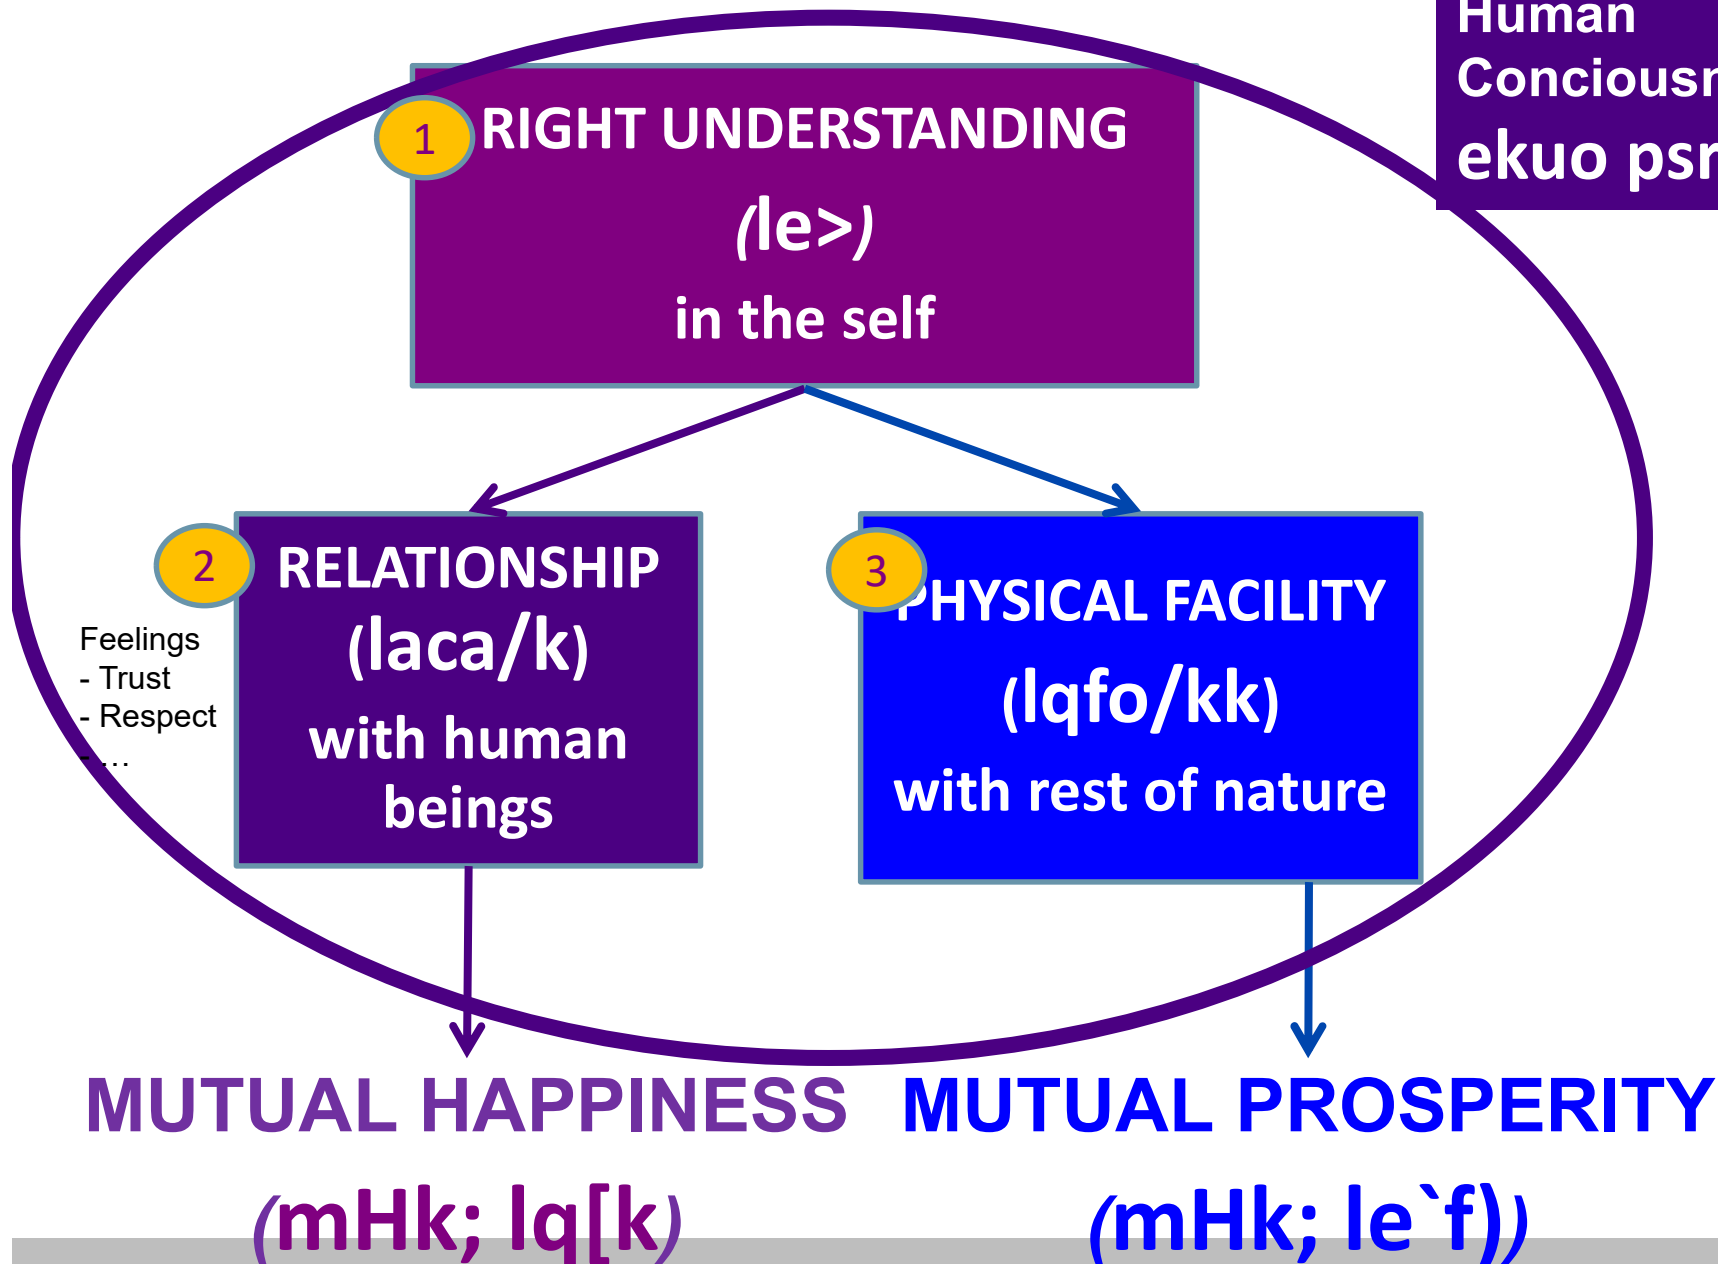 Human
Conciousn
ekuo psr
1
RIGHT UNDERSTANDING
(le>)
in the self
2
RELATIONSHIP
(laca/k)
with human
beings
Feelings
- Trust
- Respect
- ...
3
PHYSICAL FACILITY
(lqfo/kk)
with rest of nature
MUTUAL HAPPINESS
(mHk; lq[k)
MUTUAL PROSPERITY
(mHk; le`f))